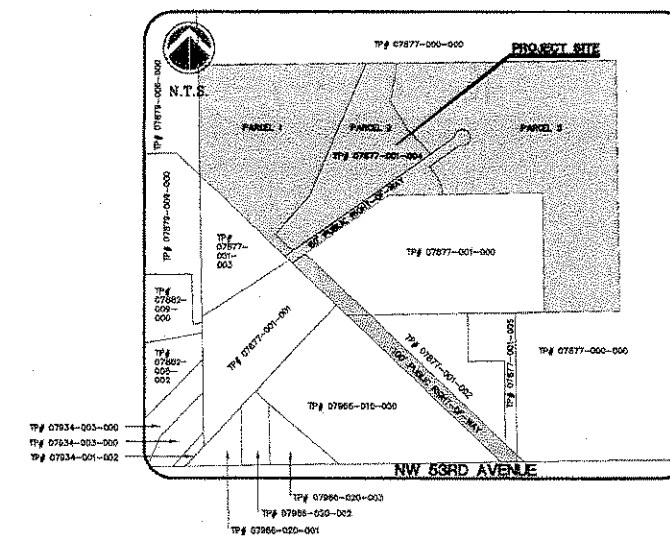 TP# 07877-000-000
PROJECT SITE
N.T.S.
TP# 07879-000-000
PARCEL 1
PARCEL 2
PARCEL 3
TP# 07877-001-004
60' PUBLIC RIGHT-OF-WAY
TP# 07879-009-000
TP# 07877-
001-
003
TP# 07877-001-000
TP# 07882-
009-
000
TP# 07877-001-001
TP# 07882-
008-
002
TP# 07877-001-002
100' PUBLIC RIGHT-OF-WAY
TP# 07877-001-005
TP# 07877-000-000
TP# 07955-010-000
TP# 07934-003-000
TP# 07934-003-000
TP# 07934-001-002
NW 53RD AVENUE
TP# 07966-020-003
TP# 07966-020-002
TP# 07966-020-001